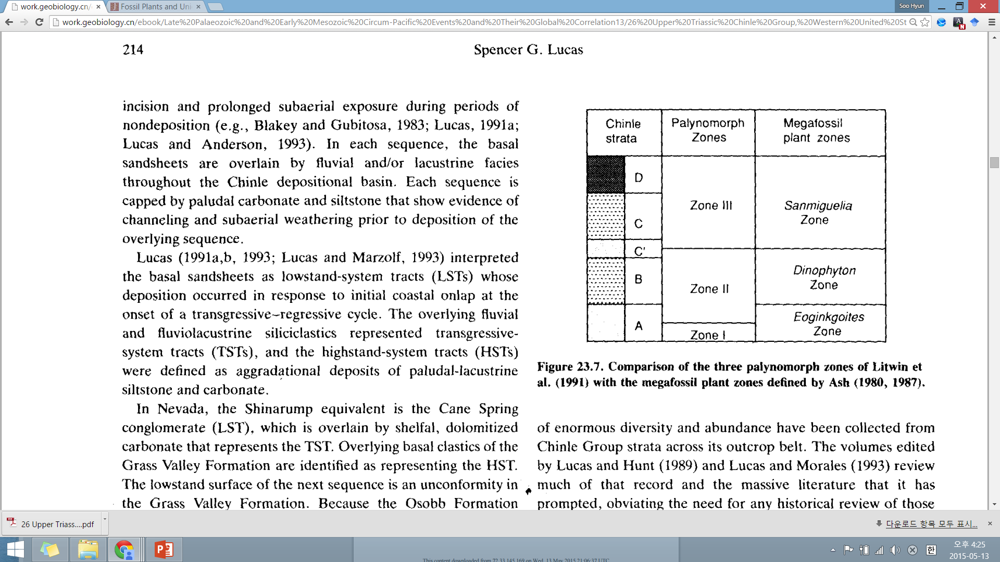 work.geobiology.cn/
Fossil Plants and Uni
Soo Hyun
work.geobiology.cn/ebook/Late%20Palaeozoic%20and%20Early%20Mesozoic%20Circum-Pacific%20Events%20and%20Their%20Global%20Correlation13/26%20Upper%20Triassic%20Chinle%20Group,%20Western%20United%20St
214
Spencer G. Lucas
incision and prolonged subaerial exposure during periods of
nondeposition (e.g., Blakey and Gubitosa, 1983; Lucas, 1991a;
Lucas and Anderson, 1993). In each sequence, the basal
sandsheets are overlain by fluvial and/or lacustrine facies
throughout the Chinle depositional basin. Each sequence is
capped by paludal carbonate and siltstone that show evidence of
channeling and subaerial weathering prior to deposition of the
overlying sequence.
Lucas (1991a,b, 1993; Lucas and Marzolf, 1993) interpreted
the basal sandsheets as lowstand-system tracts (LSTs) whose
deposition occurred in response to initial coastal onlap at the
onset of a transgressive–regressive cycle. The overlying fluvial
and fluviolacustrine siliciclastics represented transgressive-
system tracts (TSTs), and the highstand-system tracts (HSTs)
were defined as aggradational deposits of paludal-lacustrine
siltstone and carbonate.
In Nevada, the Shinarump equivalent is the Cane Spring
conglomerate (LST), which is overlain by shelfal, dolomitized
carbonate that represents the TST. Overlying basal clastics of the
Grass Valley Formation are identified as representing the HST.
The lowstand surface of the next sequence is an unconformity in
the Grass Valley Formation. Because the Osobb Formation
Chinle
strata
Palynomorph
Zones
Megafossil
plant zones
D
C
C'
B
A
Zone III
Zone II
Zone I
Sanmiguelia
Zone
Dinophyton
Zone
Eoginkgoites
Zone
Figure 23.7. Comparison of the three palynomorph zones of Litwin et
al. (1991) with the megafossil plant zones defined by Ash (1980, 1987).
of enormous diversity and abundance have been collected from
Chinle Group strata across its outcrop belt. The volumes edited
by Lucas and Hunt (1989) and Lucas and Morales (1993) review
much of that record and the massive literature that it has
prompted, obviating the need for any historical review of those
26 Upper Triass....pdf
다운로드 항목 모두 표시...
This content downloaded from 72.33.145.169 on Wed, 13 May 2015 21:06:37 UTC
한
오후 4:25
2015-05-13